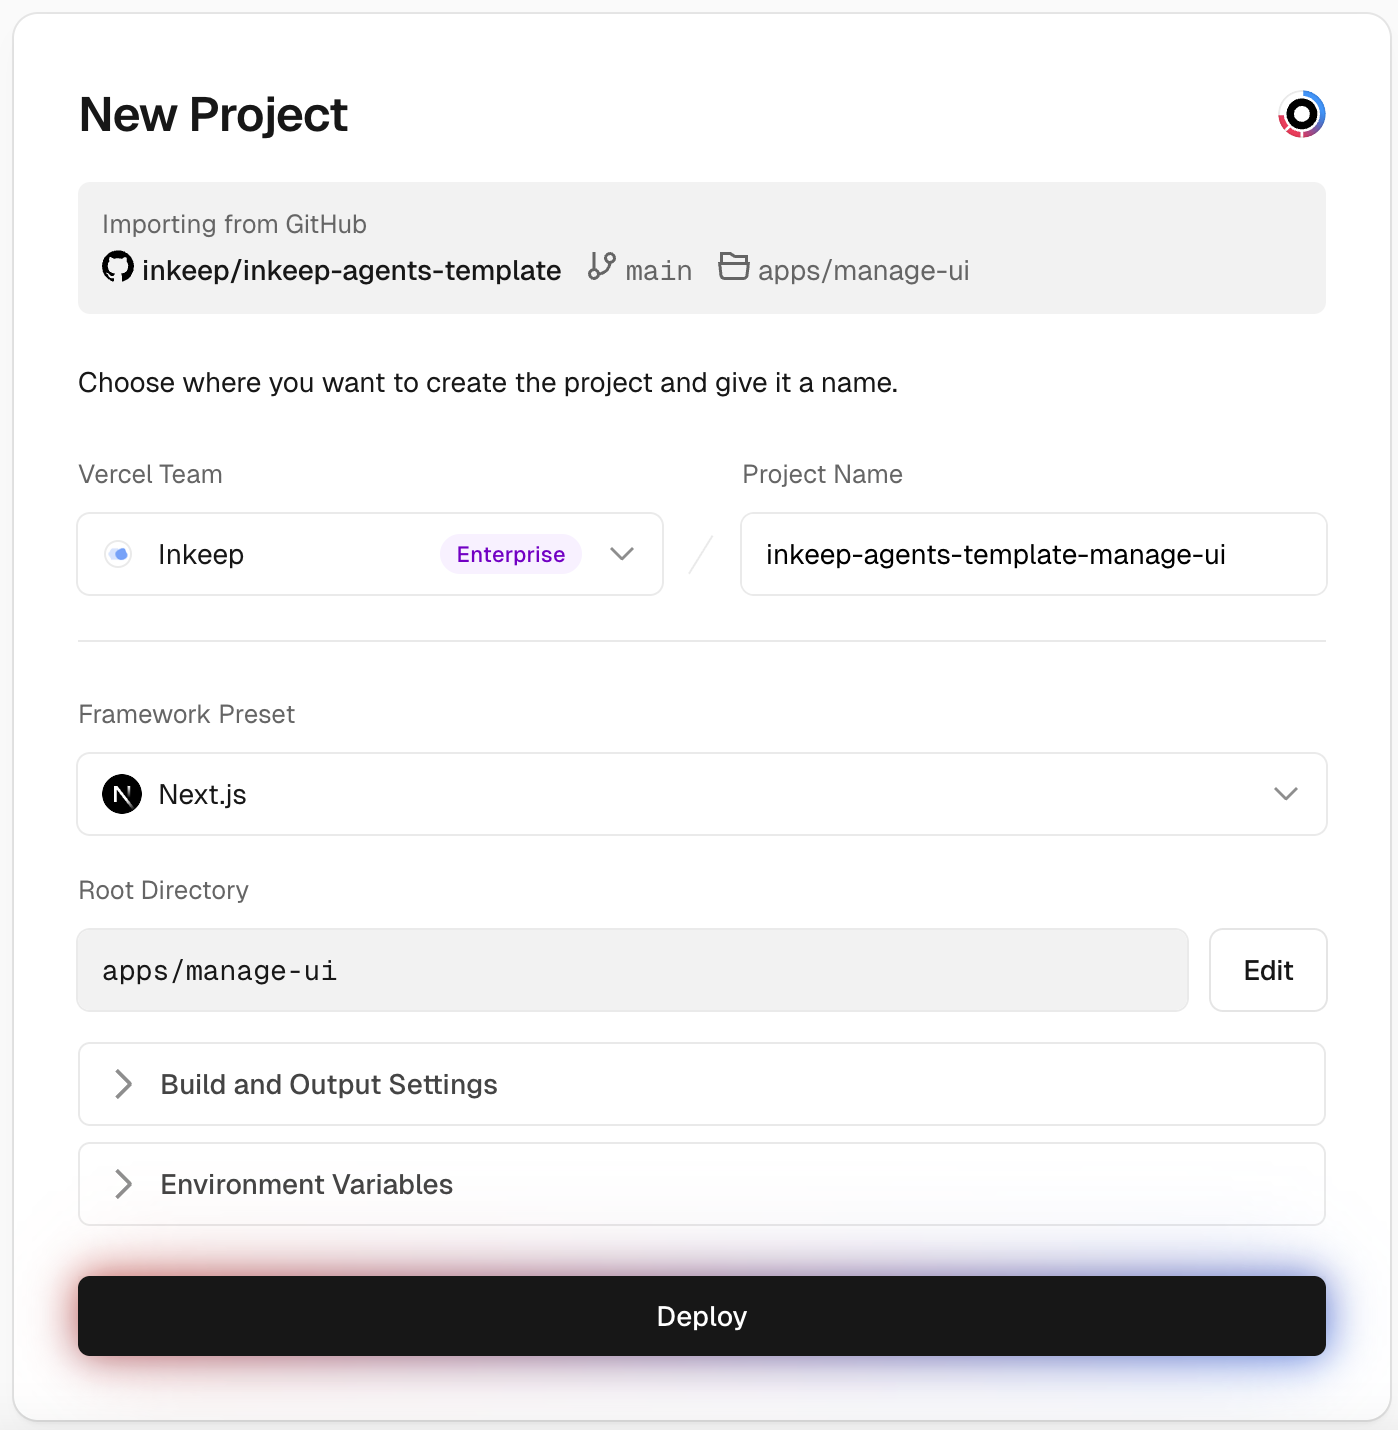 New Project
Importing from GitHub
inkeep/inkeep-agents-template main apps/manage-ui
Choose where you want to create the project and give it a name.
Vercel Team
Project Name
Inkeep Enterprise / inkeep-agents-template-manage-ui
Framework Preset
N Next.js
Root Directory
apps/manage-ui Edit
Build and Output Settings
Environment Variables
Deploy